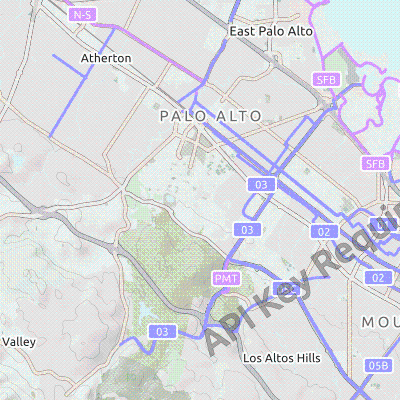 N-S
East Palo Alto
Atherton
SFB
PALO ALTO
SFB
03
03
02
PMT
02
03
Valley
Los Altos Hills
MOU
05B
API Key Requir